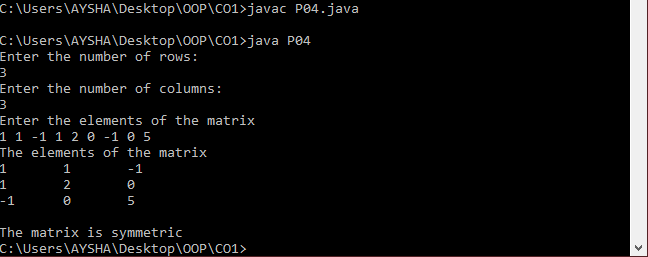 C:\Users\AYSHA\Desktop\OOP\CO1>javac P04.java
C:\Users\AYSHA\Desktop\OOP\CO1>java P04
Enter the number of rows:
3
Enter the number of columns:
3
Enter the elements of the matrix
1 1 -1 1 2 0 -1 0 5
The elements of the matrix
1 1 -1
1 2 0
-1 0 5
The matrix is symmetric
C:\Users\AYSHA\Desktop\OOP\CO1>